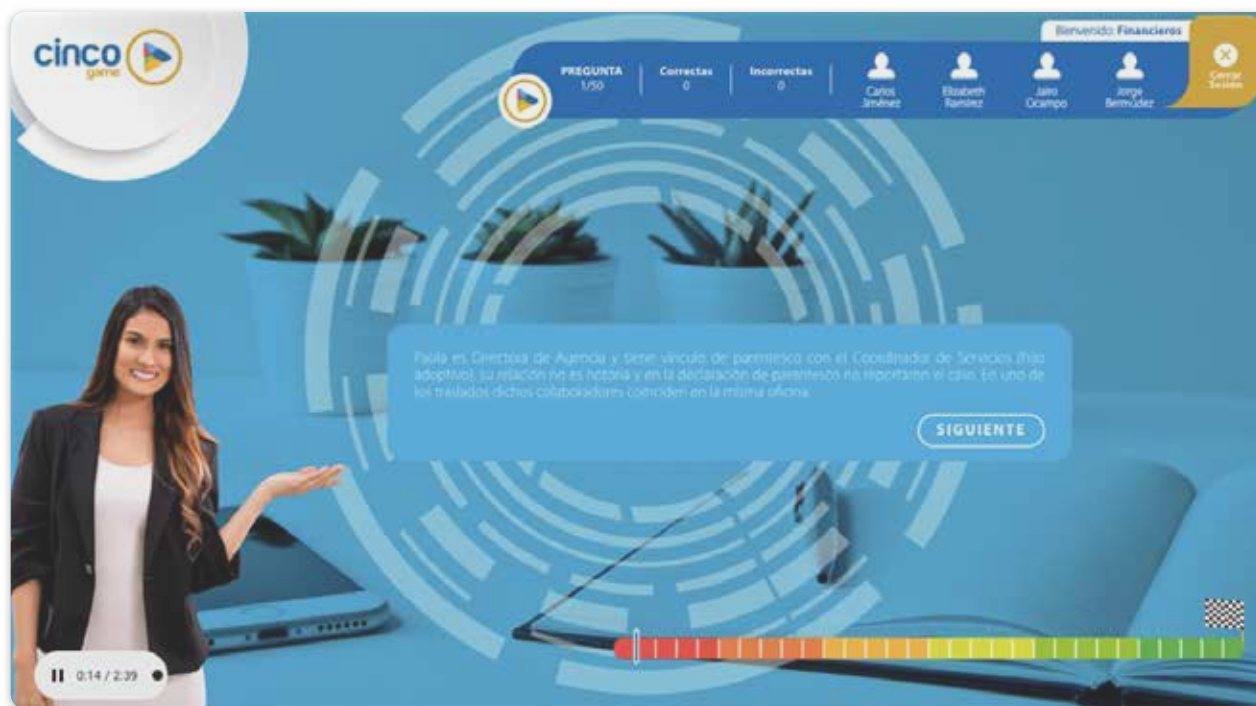 cinco
game
Bienvenido: Financieros
PREGUNTA
1/50
Correctas
0
Incorrectas
0
Carlos
Jiménez
Elizabeth
Ramírez
Jairo
Ocampo
Jorge
Bermúdez
Cerrar
Sesión
Paola es Directora de Agencia y tiene vínculo de parentesco con el Coordinador de Servicios (hijo
adoptivo), su relación no es notoria y en la declaración de parentesco no reportaron el caso. En uno de
los traslados dichos colaboradores coinciden en la misma oficina.
SIGUIENTE
0:14 / 2:39